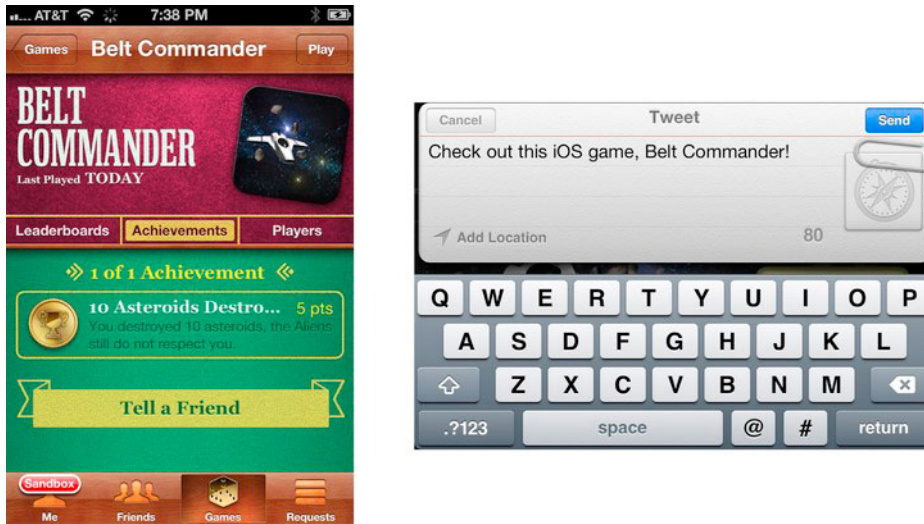 AT&T 7:38 PM
Games Belt Commander Play
BELT
COMMANDER
Last Played TODAY
Leaderboards Achievements Players
1 of 1 Achievement
10 Asteroids Destro... 5 pts
You destroyed 10 asteroids, the Aliens
still do not respect you.
Tell a Friend
Sandbox
Me Friends Games Requests
Cancel Tweet Send
Check out this iOS game, Belt Commander!
Add Location 80
Q W E R T Y U I O P
A S D F G H J K L
Z X C V B N M
.?123 space @ # return